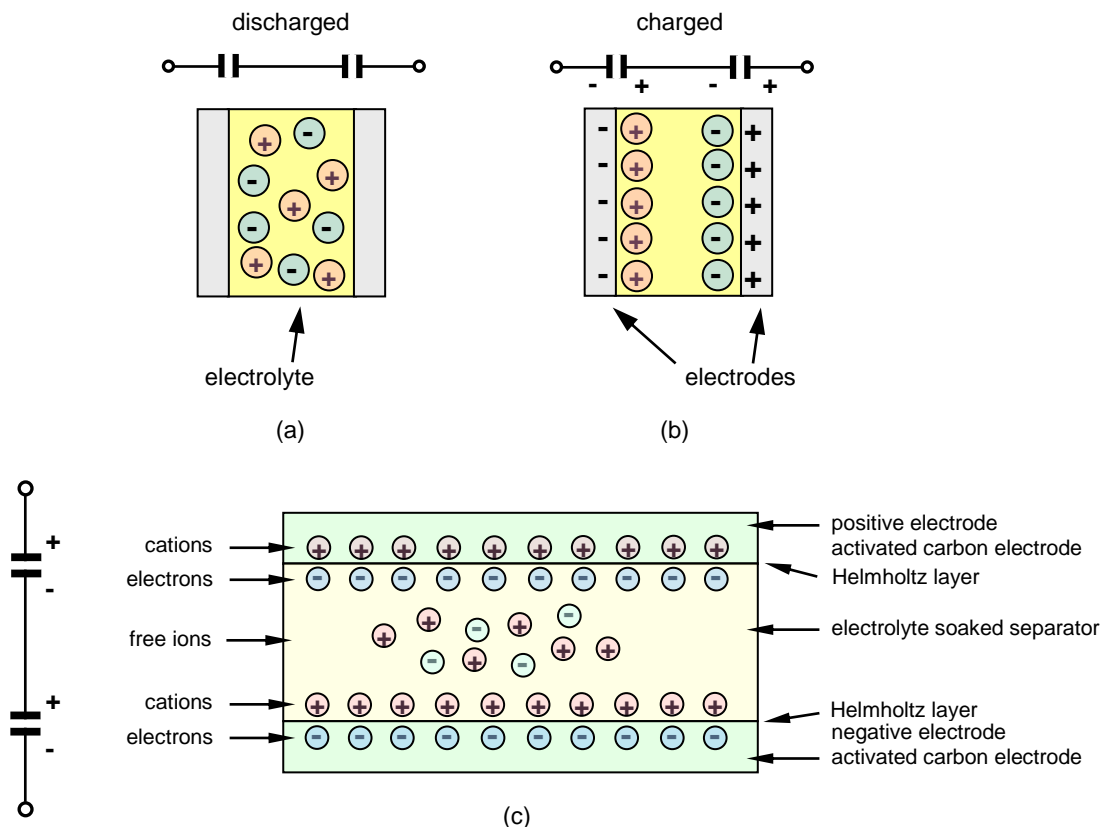 discharged
charged
- + - +
electrolyte
electrodes
(a)
(b)
+
-
+
-
cations
electrons
free ions
cations
electrons
positive electrode
activated carbon electrode
Helmholtz layer
electrolyte soaked separator
Helmholtz layer
negative electrode
activated carbon electrode
(c)